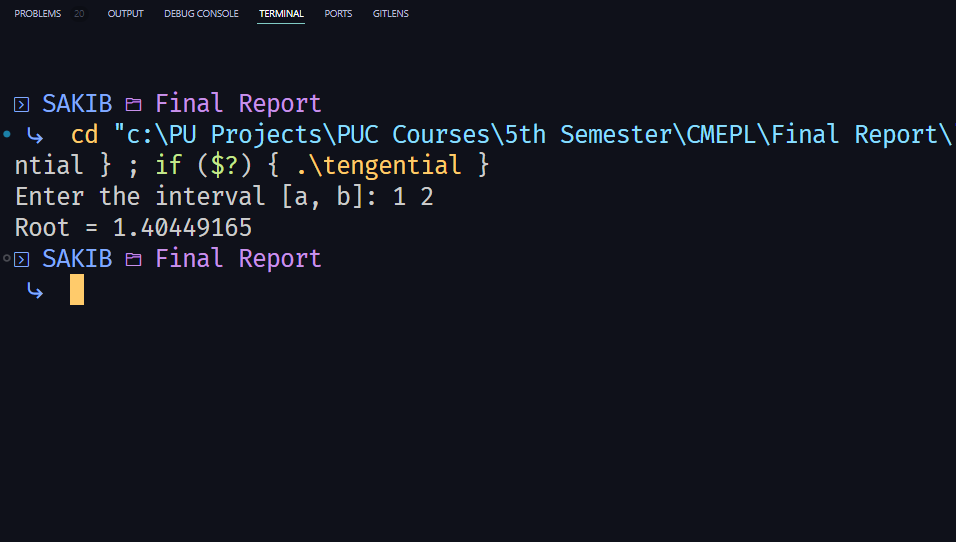 PROBLEMS 20 OUTPUT DEBUG CONSOLE TERMINAL PORTS GITLENS
SAKIB Final Report
cd "c:\PU Projects\PUC Courses\5th Semester\CMEPL\Final Report\"
ntial } ; if ($?) { .\tengential }
Enter the interval [a, b]: 1 2
Root = 1.40449165
SAKIB Final Report